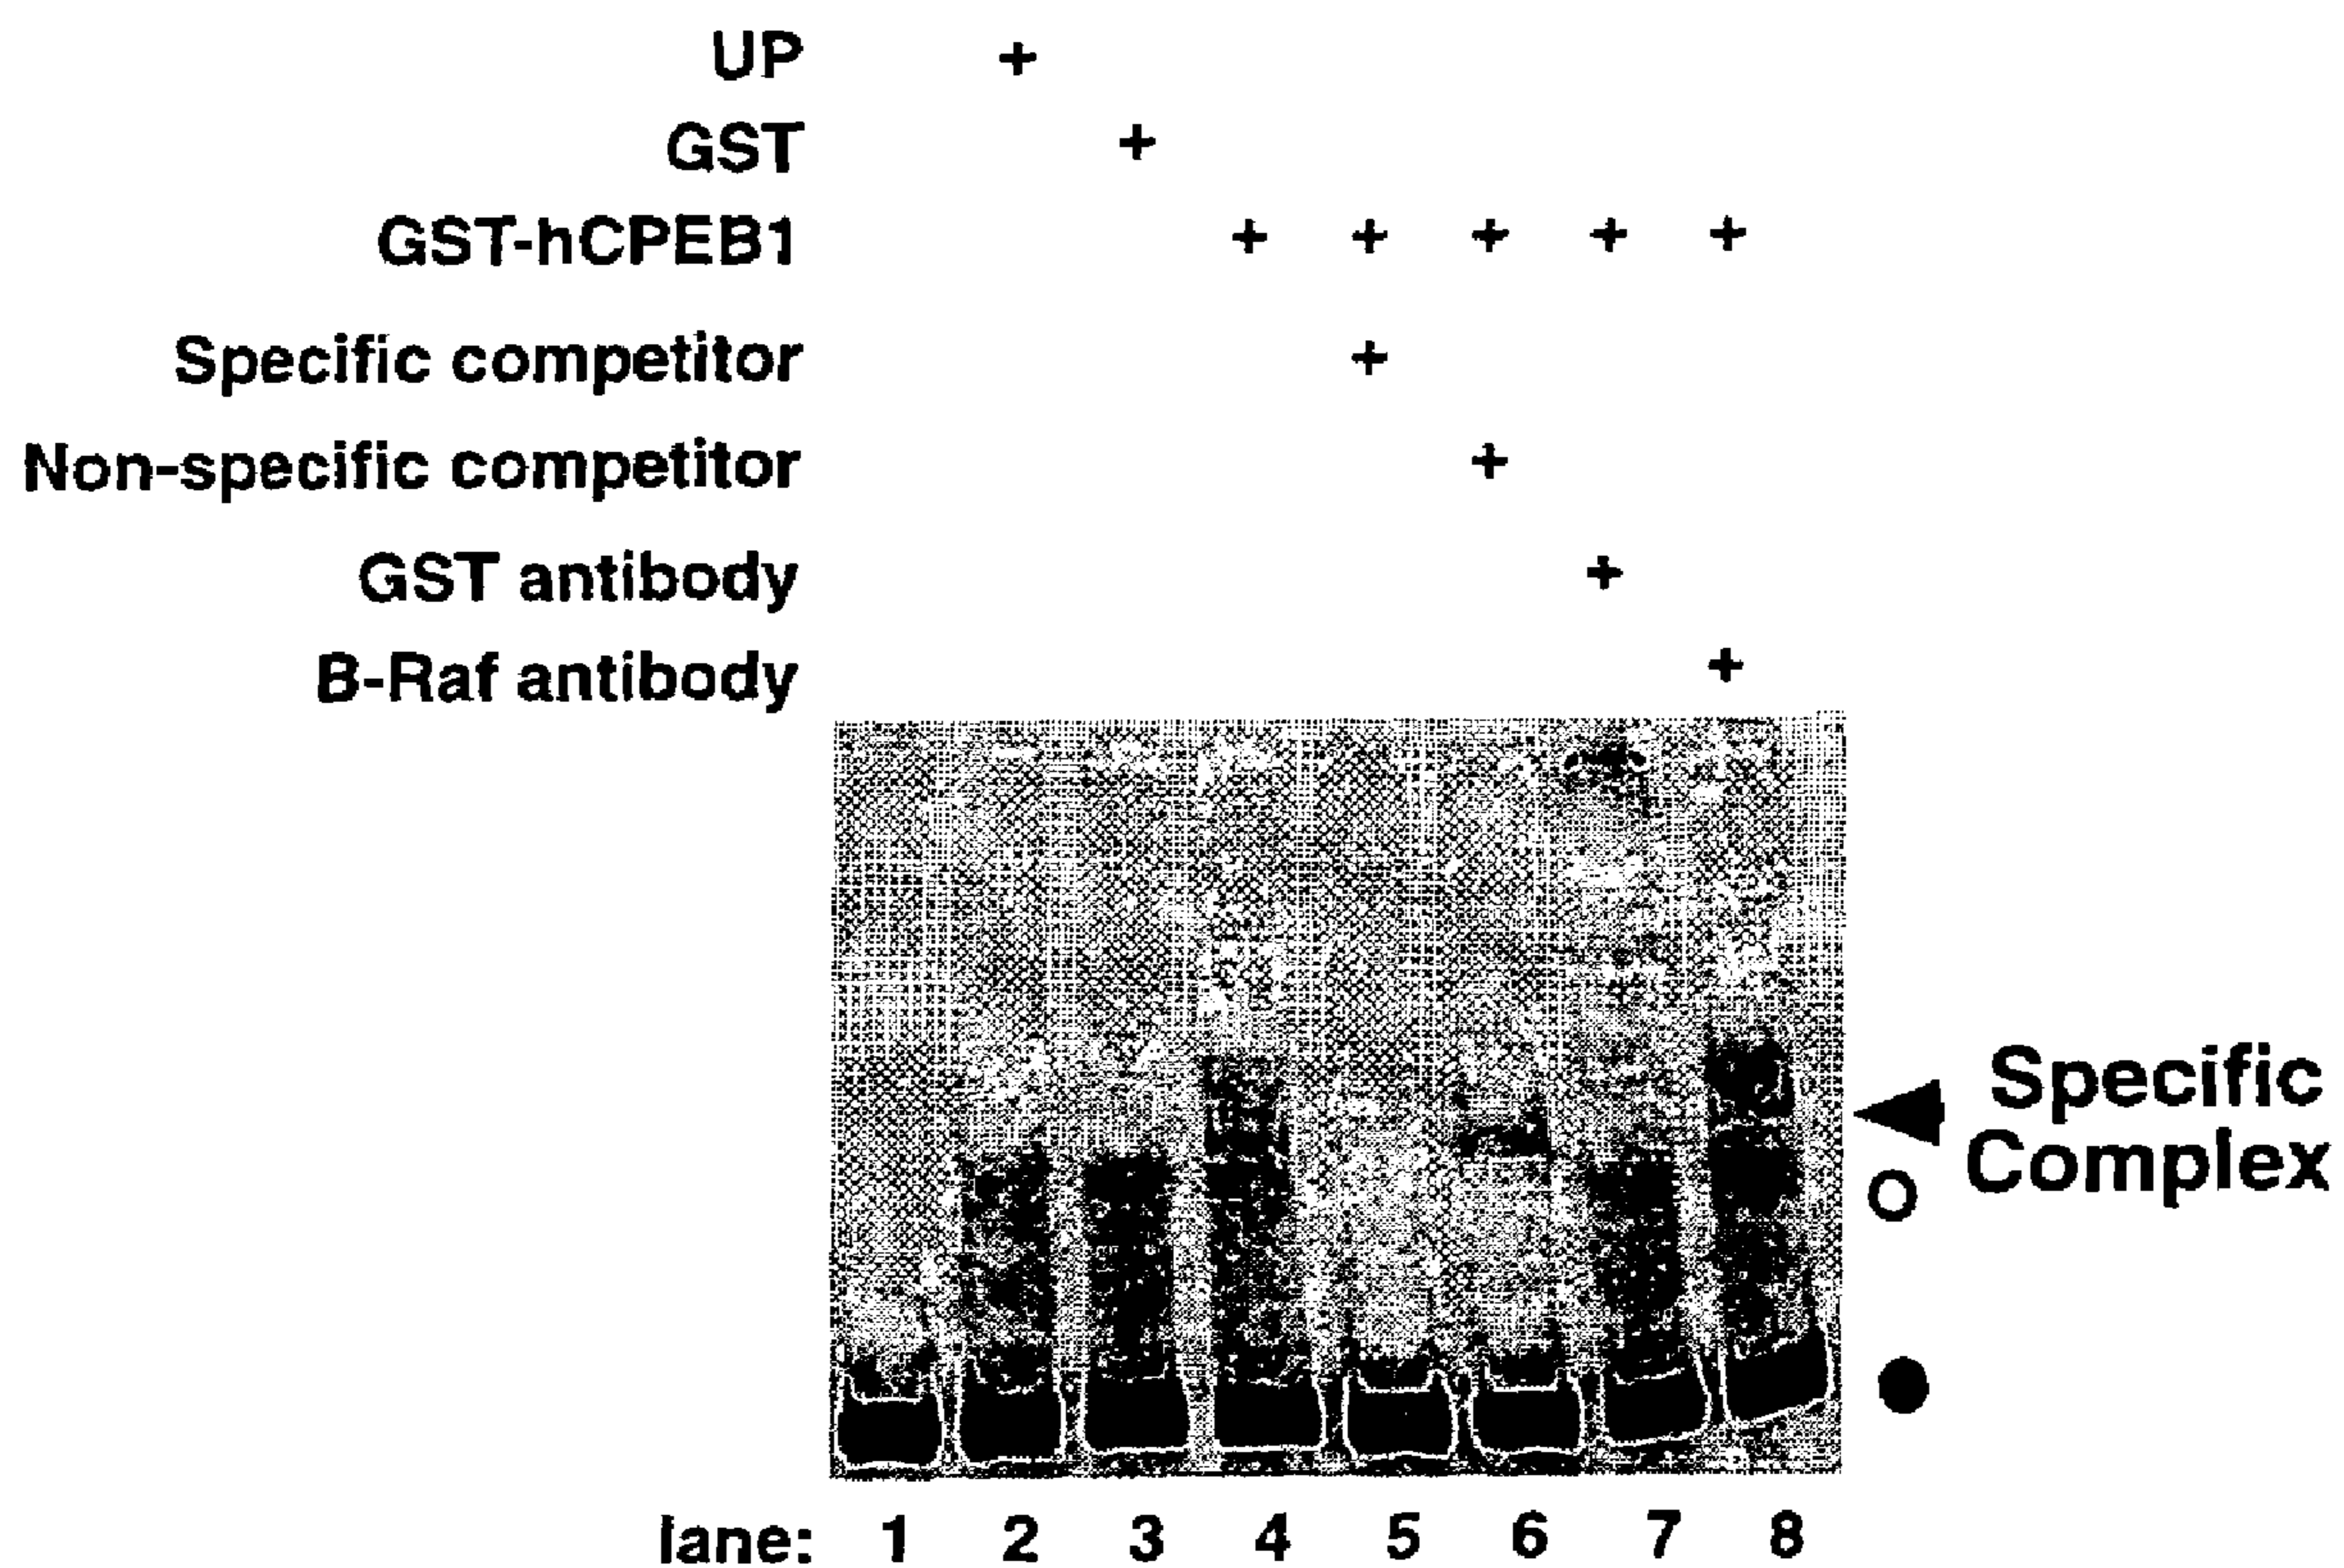 UP +
GST +
GST-hCPEB1 + + + + +
Specific competitor +
Non-specific competitor +
GST antibody +
B-Raf antibody +
Specific
Complex
lane: 1 2 3 4 5 6 7 8